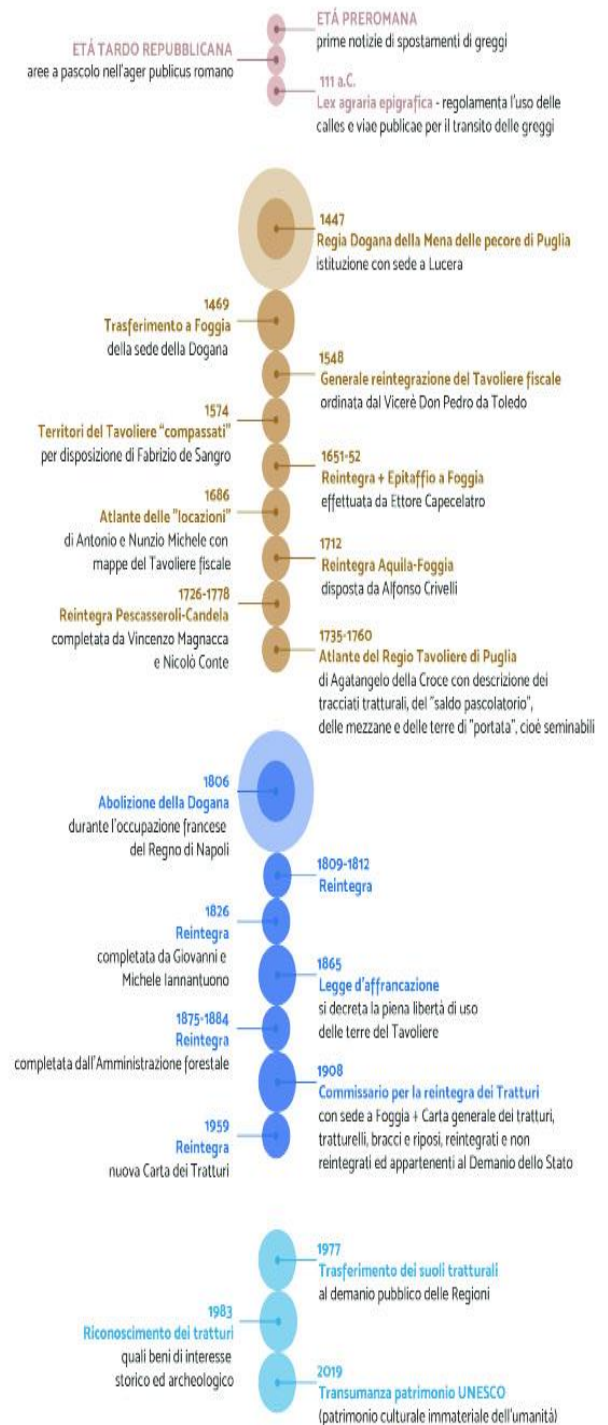 ETÁ PREROMANA
prime notizie di spostamenti di greggi
ETÁ TARDO REPUBBLICANA
aree a pascolo nell'ager publicus romano
111 a.C.
Lex agraria epigrafica - regolamenta l'uso delle
calles e viae publicae per il transito delle greggi
1447
Regia Dogana della Mena delle pecore di Puglia
istituzione con sede a Lucera
1469
Trasferimento a Foggia
della sede della Dogana
1548
Generale reintegrazione del Tavoliere fiscale
ordinata dal Vicerè Don Pedro da Toledo
1574
Territori del Tavoliere "compassati"
per disposizione di Fabrizio de Sangro
1651-52
Reintegra + Epitaffio a Foggia
effettuata da Ettore Capecelatro
1686
Atlante delle "locazioni"
di Antonio e Nunzio Michele con
mappe del Tavoliere fiscale
1712
Reintegra Aquila-Foggia
disposta da Alfonso Crivelli
1726-1778
Reintegra Pescasseroli-Candela
completata da Vincenzo Magnacca
e Nicolò Conte
1735-1760
Atlante del Regio Tavoliere di Puglia
di Agatangelo della Croce con descrizione dei
tracciati tratturali, del "saldo pascolatorio",
delle mezzane e delle terre di "portata", cioé seminabili
1806
Abolizione della Dogana
durante l'occupazione francese
del Regno di Napoli
1809-1812
Reintegra
1826
Reintegra
completata da Giovanni e
Michele Iannantuono
1865
Legge d'affrancazione
si decreta la piena libertà di uso
delle terre del Tavoliere
1875-1884
Reintegra
completata dall'Amministrazione forestale
1908
Commissario per la reintegra dei Tratturi
con sede a Foggia + Carta generale dei tratturi,
tratturelli, bracci e riposi, reintegrati e non
reintegrati ed appartenenti al Demanio dello Stato
1959
Reintegra
nuova Carta dei Tratturi
1977
Trasferimento dei suoli tratturali
al demanio pubblico delle Regioni
1983
Riconoscimento dei tratturi
quali beni di interesse
storico ed archeologico
2019
Transumanza patrimonio UNESCO
(patrimonio culturale immateriale dell'umanità)